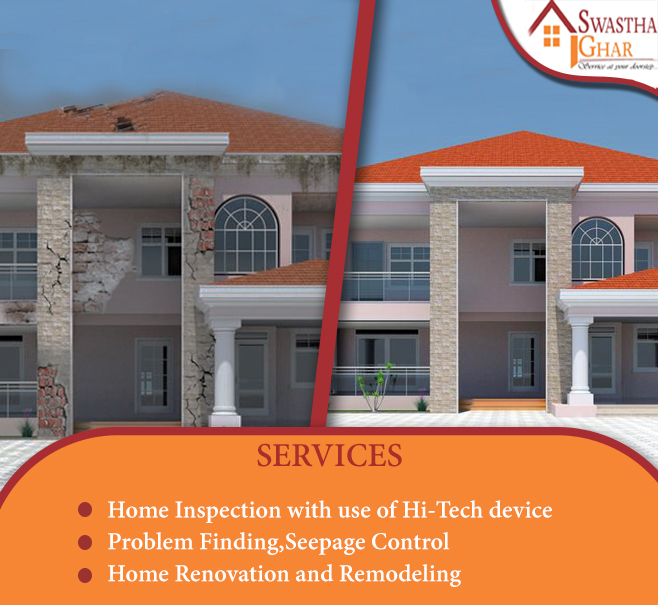 SWASTHA
GHAR
Service at your doorstep...
SERVICES
Home Inspection with use of Hi-Tech device
Problem Finding,Seepage Control
Home Renovation and Remodeling